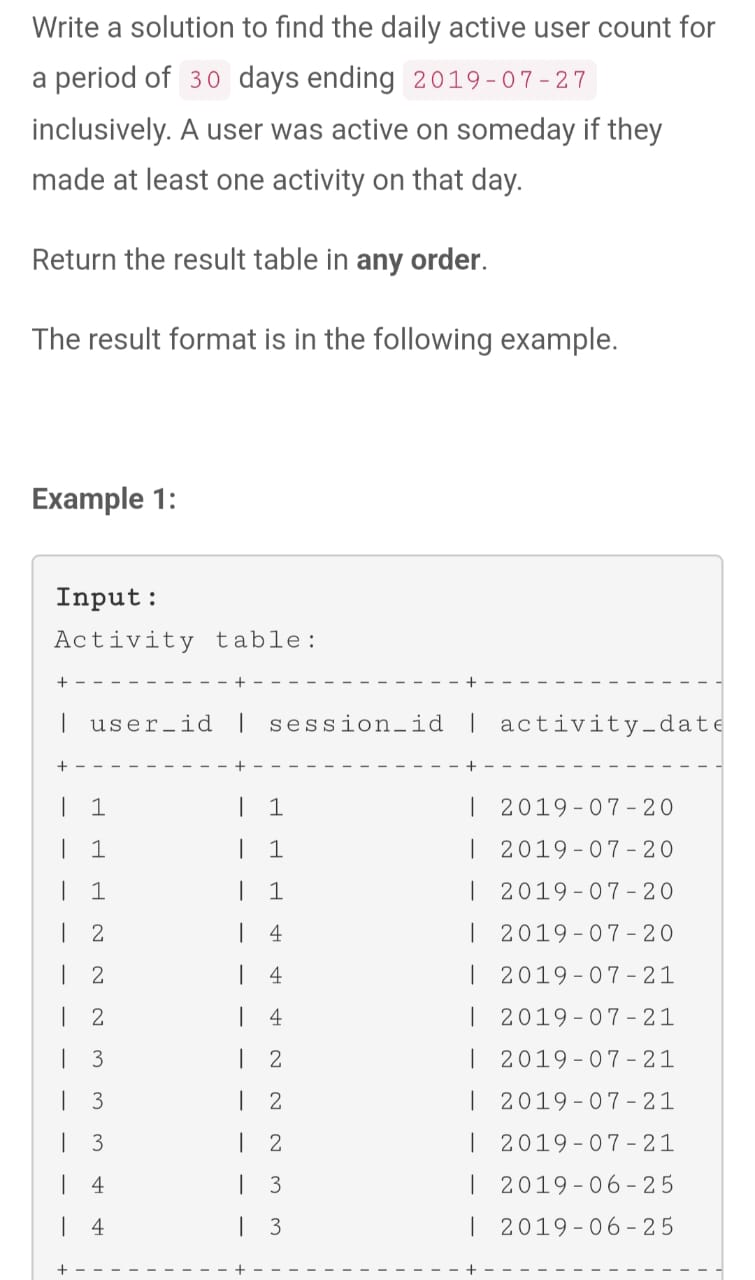 Write a solution to find the daily active user count for
a period of 30 days ending 2019-07-27
inclusively. A user was active on someday if they
made at least one activity on that day.
Return the result table in any order.
The result format is in the following example.
Example 1:
Input:
Activity table:
+----------+-------------+---------------
| user_id | session_id | activity_date
+----------+-------------+---------------
| 1 | 1 | 2019-07-20
| 1 | 1 | 2019-07-20
| 1 | 1 | 2019-07-20
| 2 | 4 | 2019-07-20
| 2 | 4 | 2019-07-21
| 2 | 4 | 2019-07-21
| 3 | 2 | 2019-07-21
| 3 | 2 | 2019-07-21
| 3 | 2 | 2019-07-21
| 4 | 3 | 2019-06-25
| 4 | 3 | 2019-06-25
+----------+-------------+---------------